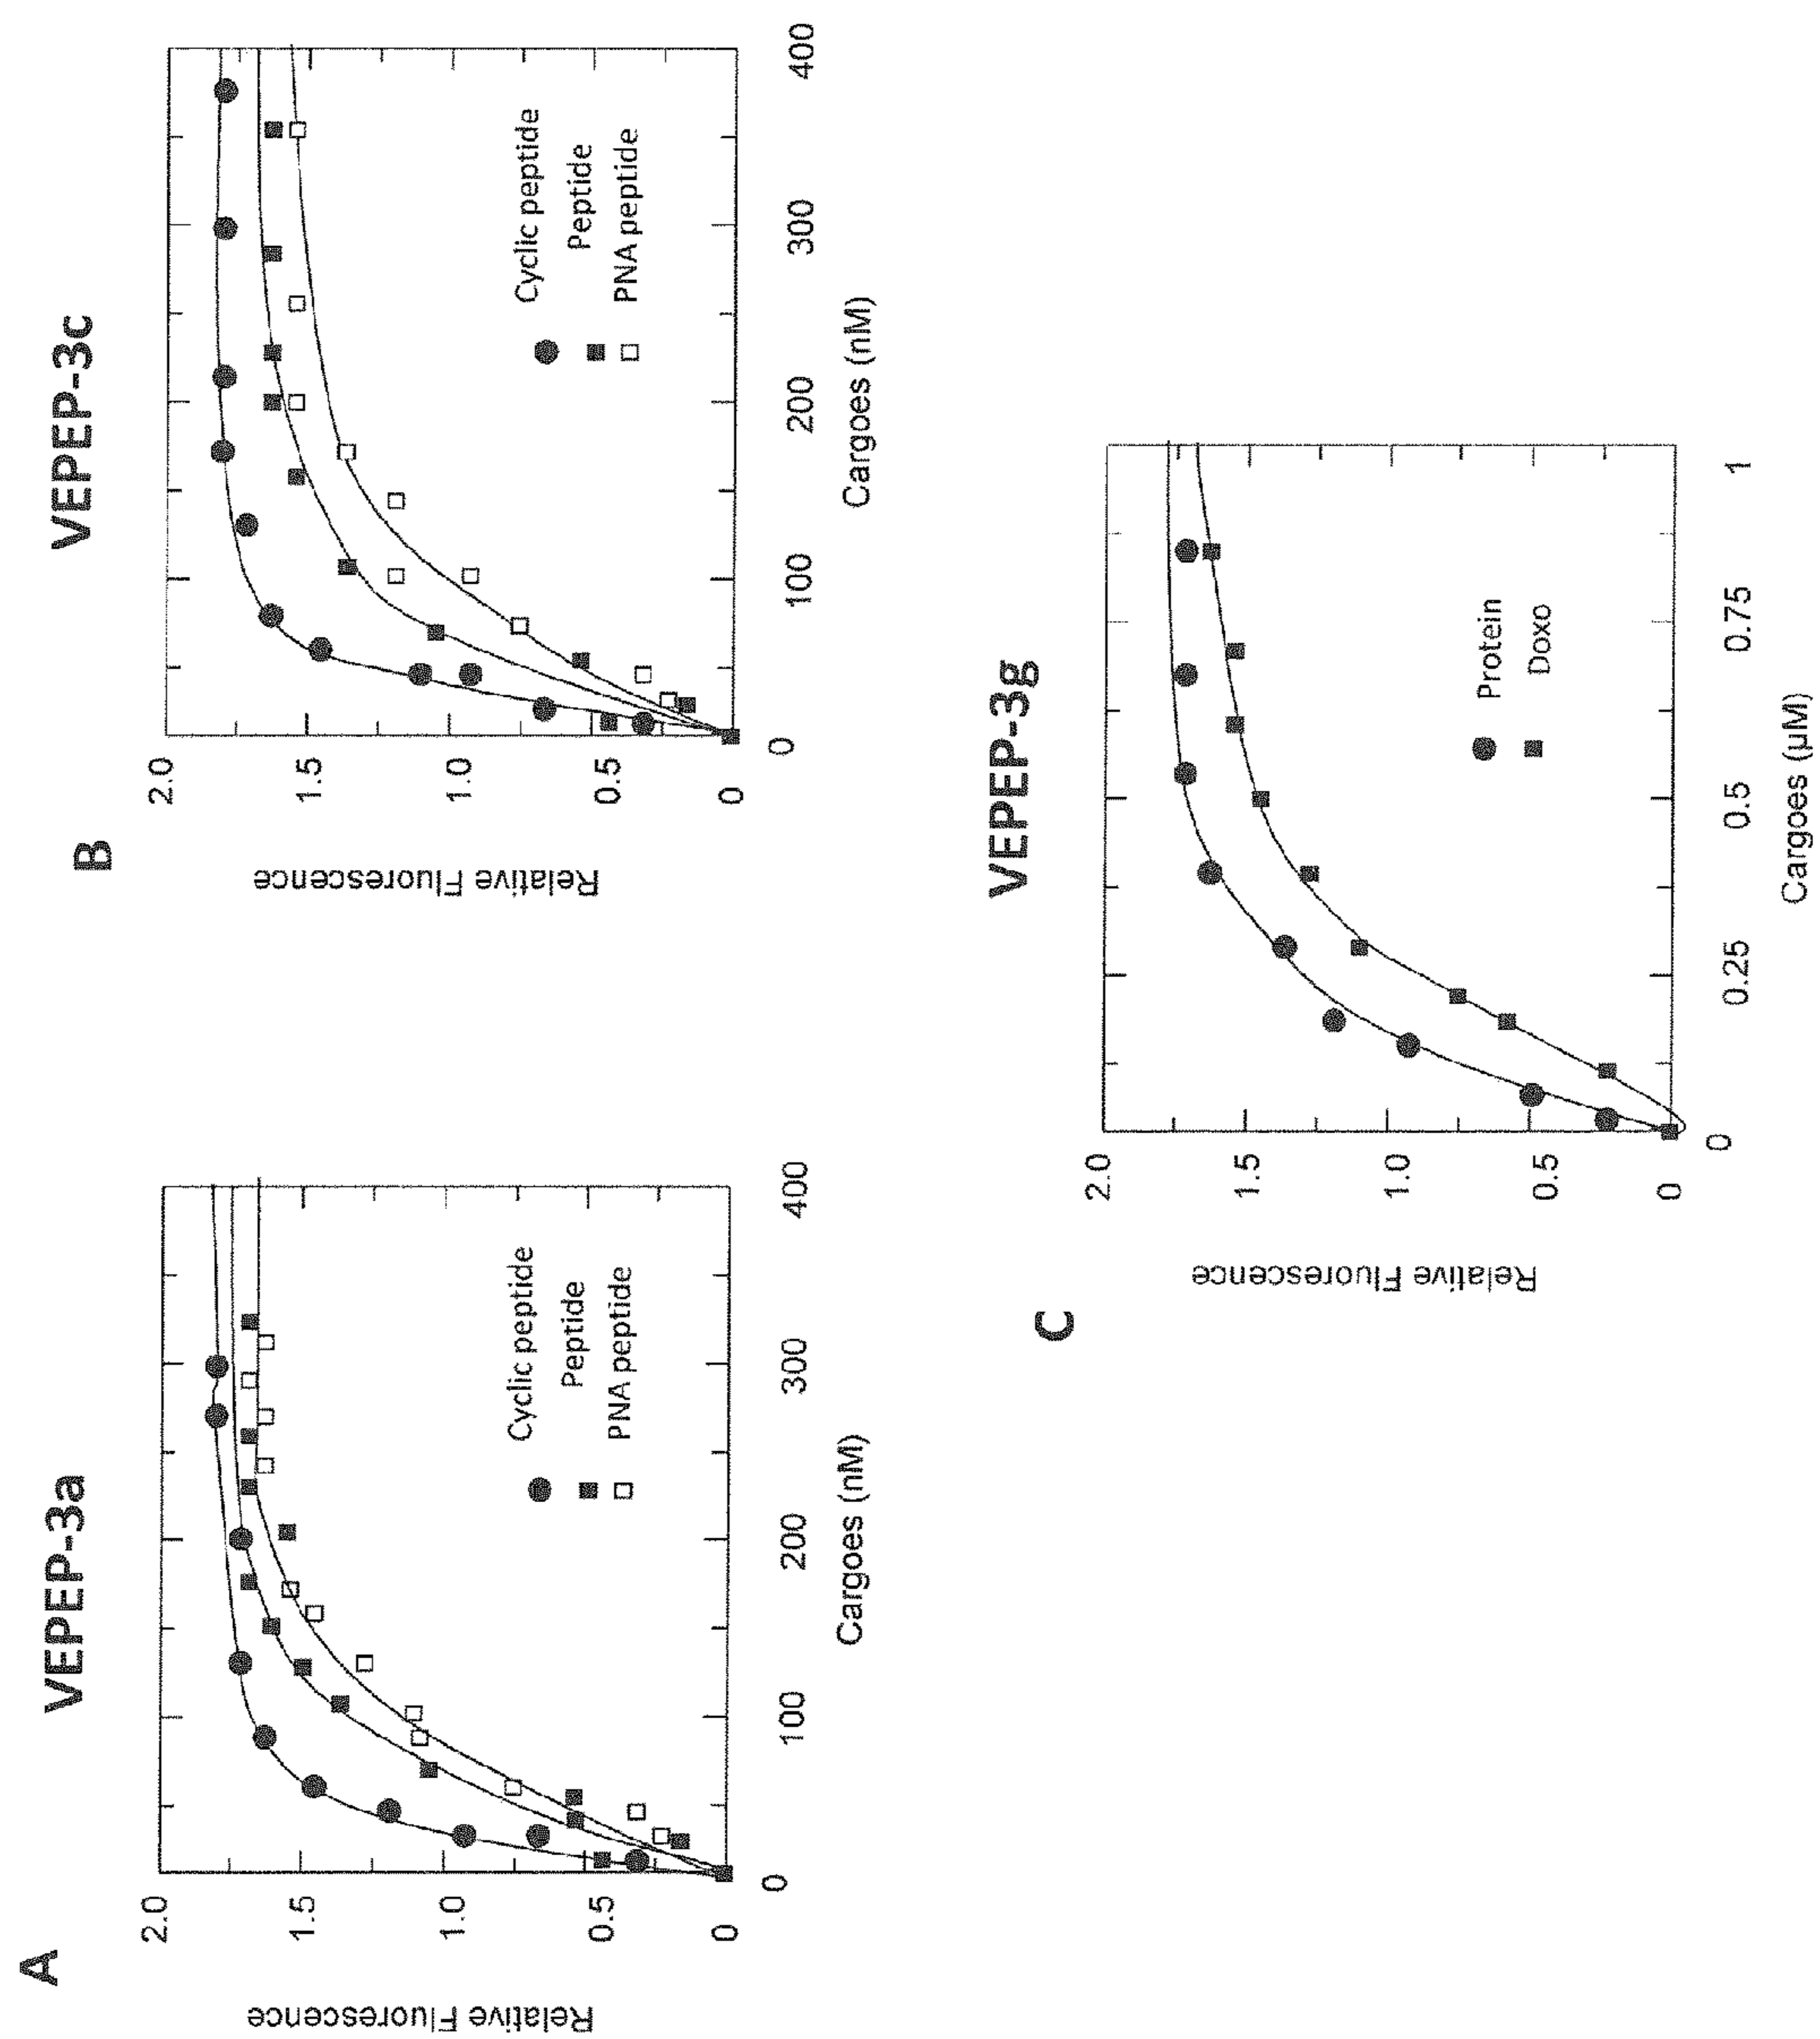 A
VEPEP-3a
Relative Fluorescence
2.0
1.5
1.0
0.5
0
0
100
200
300
400
Cargoes (nM)
Cyclic peptide
Peptide
PNA peptide
B
VEPEP-3c
Relative Fluorescence
2.0
1.5
1.0
0.5
0
0
100
200
300
400
Cargoes (nM)
Cyclic peptide
Peptide
PNA peptide
C
VEPEP-3g
Relative Fluorescence
2.0
1.5
1.0
0.5
0
0
0.25
0.5
0.75
1
Cargoes (µM)
Protein
Doxo